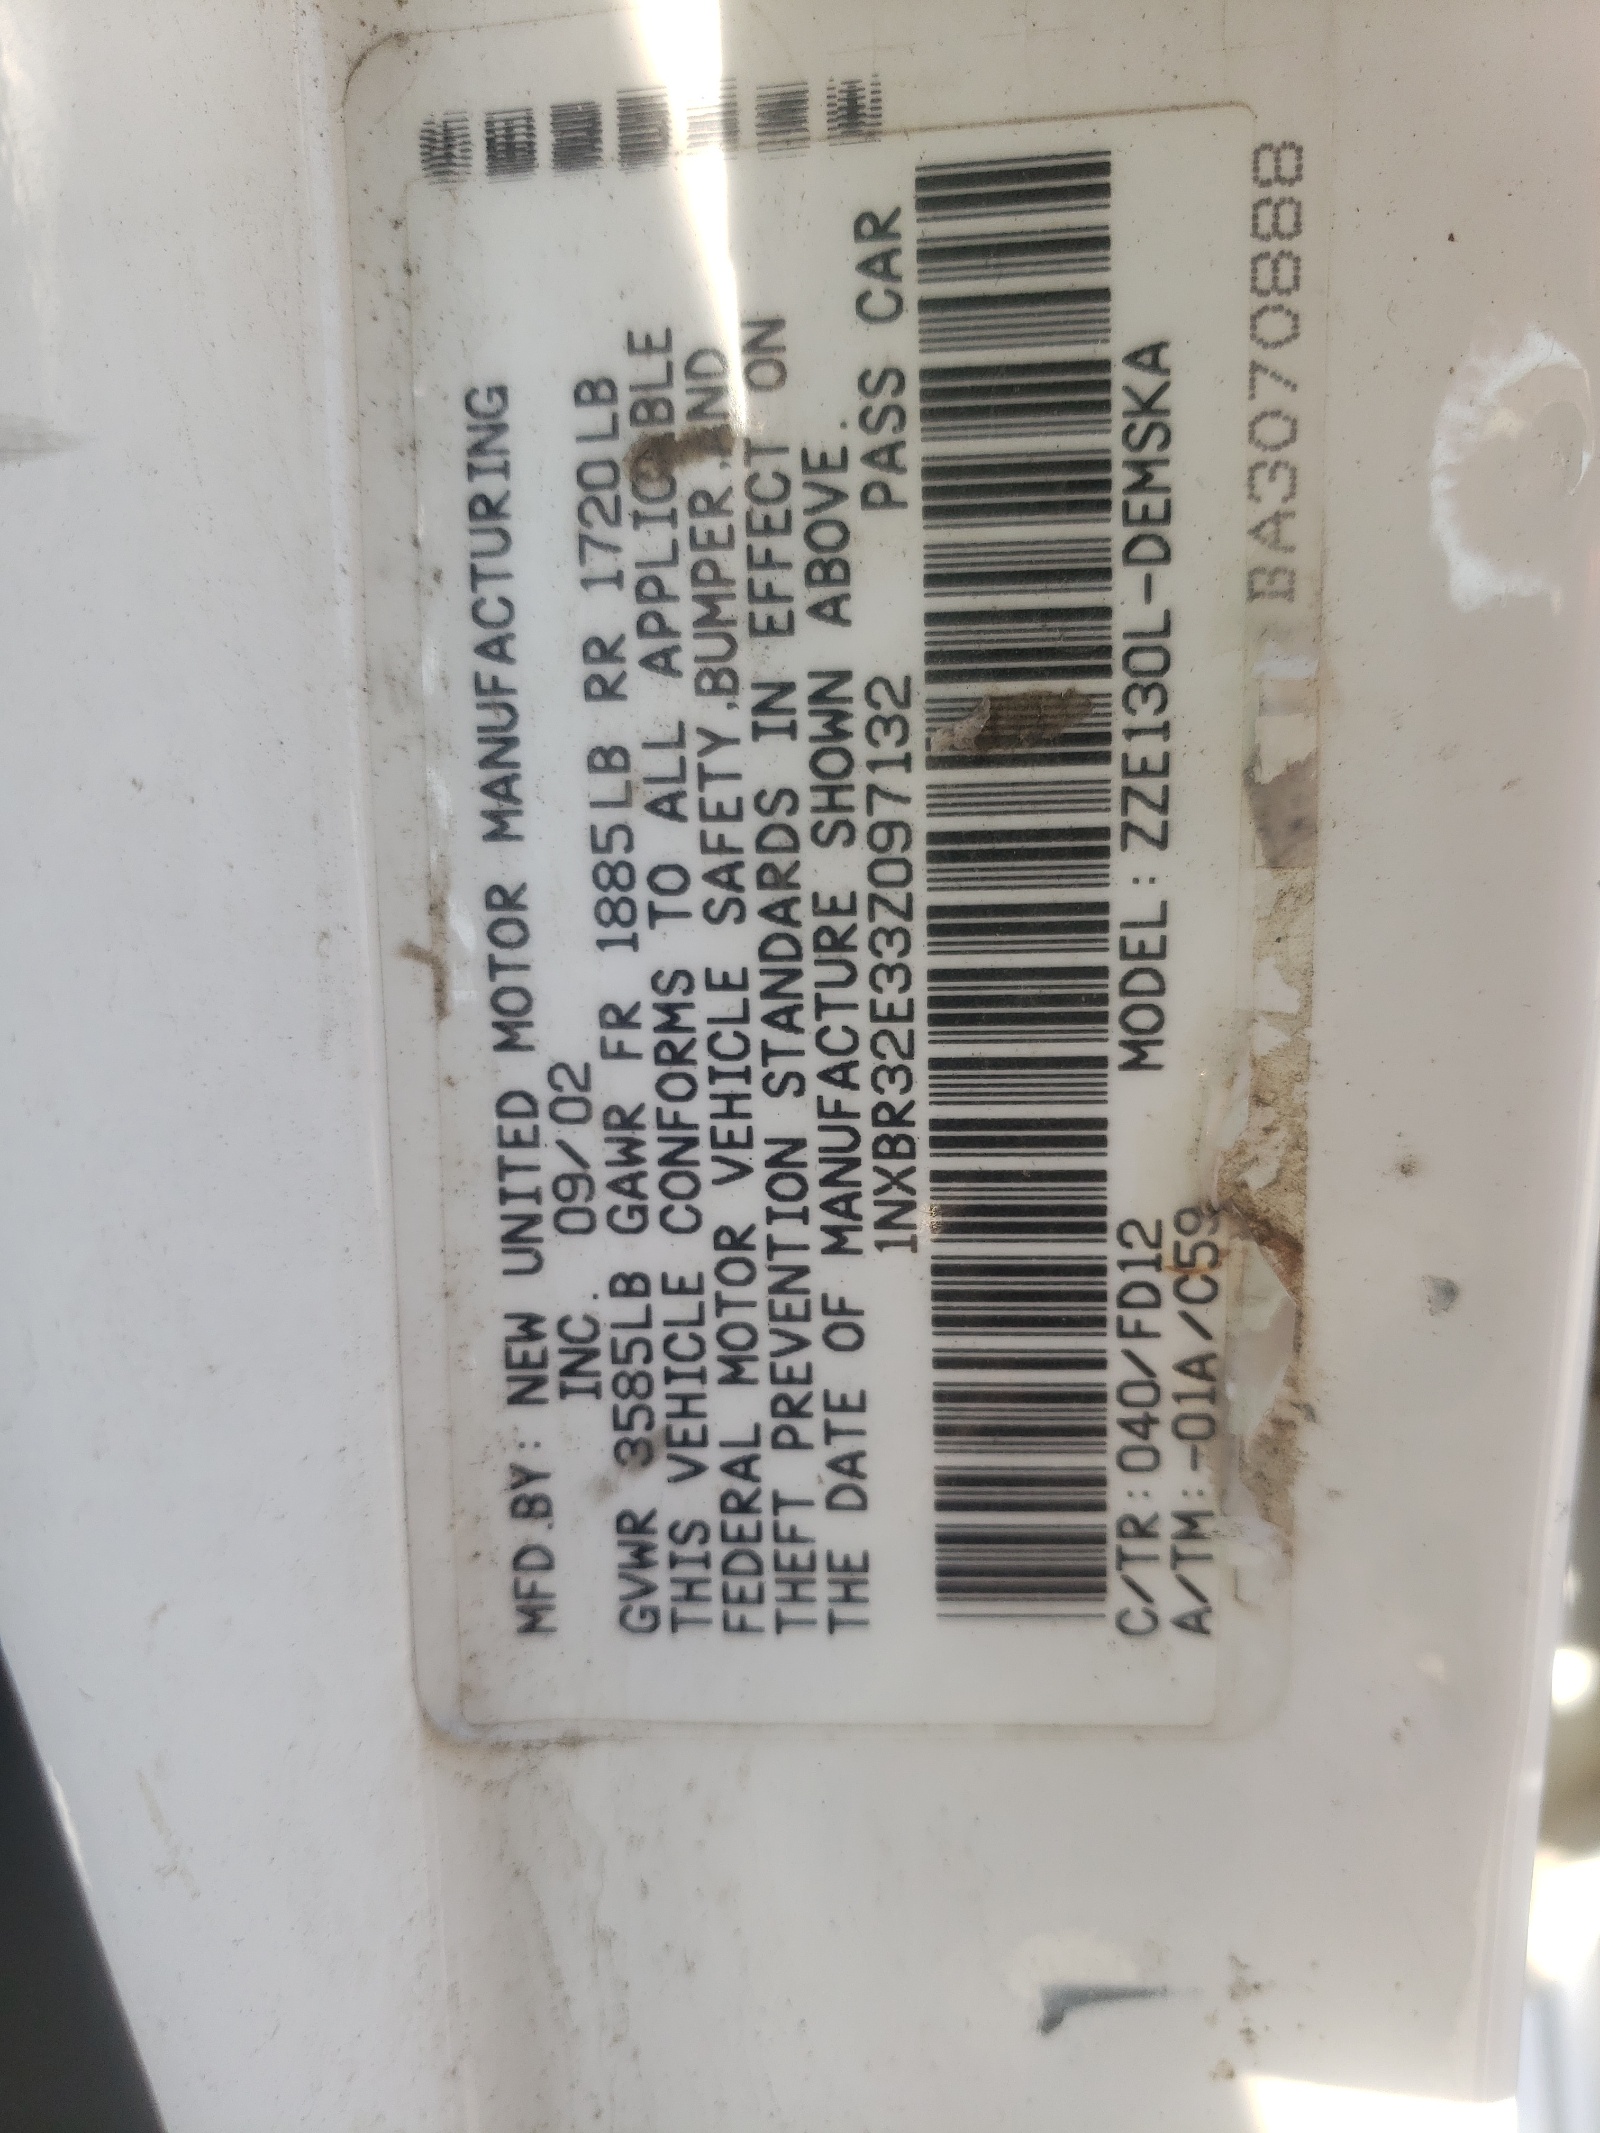 MFD.BY: NEW UNITED MOTOR MANUFACTURING
INC. 09/02
GVWR 3585LB GAWR FR 1885LB RR 1720LB
THIS VEHICLE CONFORMS TO ALL APPLICABLE
FEDERAL MOTOR VEHICLE SAFETY,BUMPER,AND
THEFT PREVENTION STANDARDS IN EFFECT ON
THE DATE OF MANUFACTURE SHOWN ABOVE.
1NXBR32E33Z097132 PASS CAR
C/TR:040/FD12 MODEL:ZZE130L-DEMSKA
A/TM:-01A/C59
BA3070888